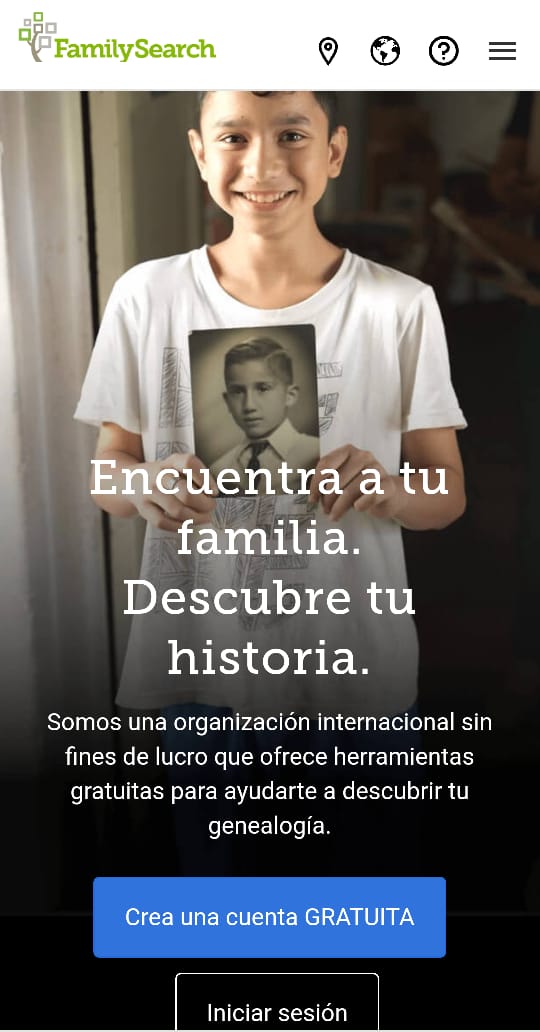 FamilySearch
Encuentra a tu
familia.
Descubre tu
historia.
Somos una organización internacional sin
fines de lucro que ofrece herramientas
gratuitas para ayudarte a descubrir tu
genealogía.
Crea una cuenta GRATUITA
Iniciar sesión